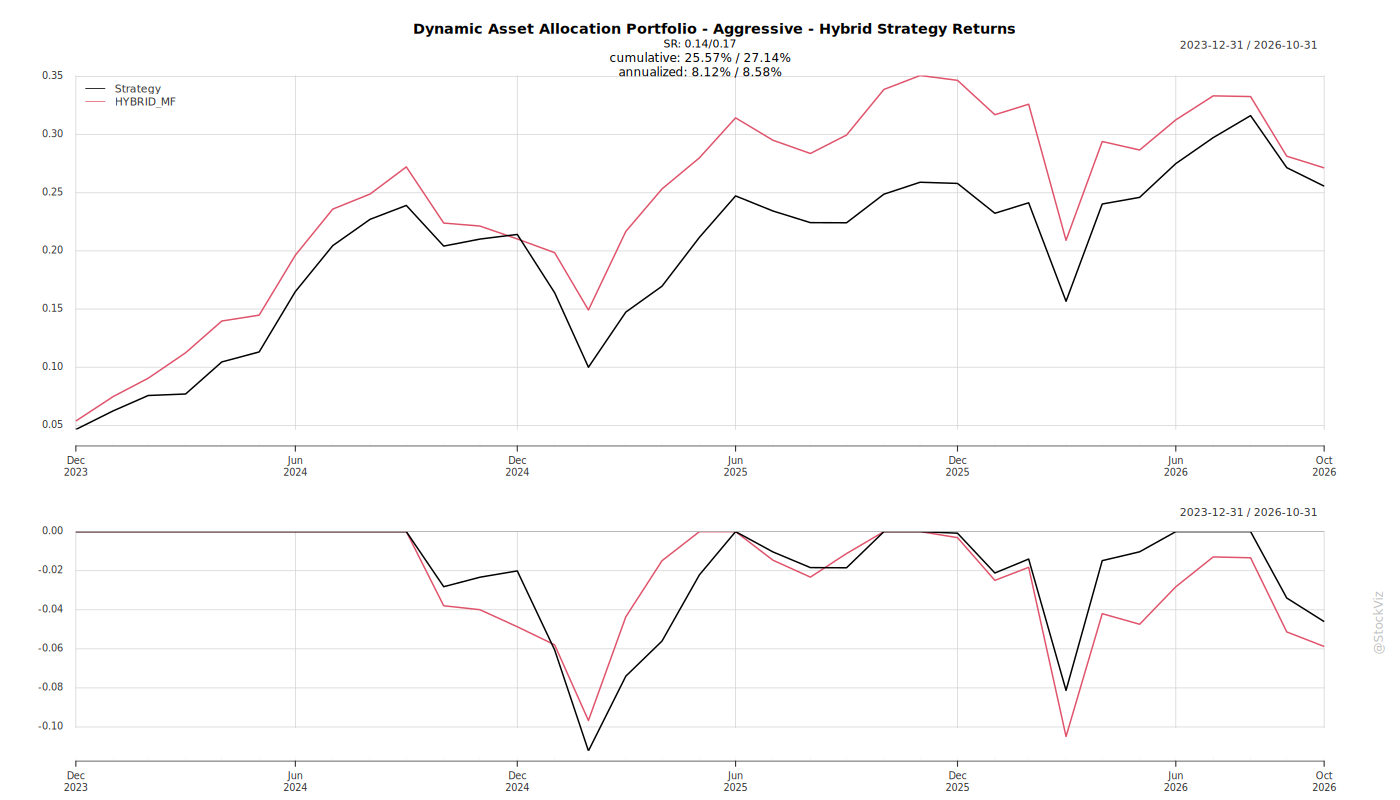 Dynamic Asset Allocation Portfolio - Aggressive - Hybrid Strategy Returns
SR: 0.14/0.17
cumulative: 25.57% / 27.14%
annualized: 8.12% / 8.58%
2023-12-31 / 2026-10-31
Strategy
HYBRID_MF
0.35
0.30
0.25
0.20
0.15
0.10
0.05
Dec Jun Dec Jun Dec Jun Oct
2023 2024 2024 2025 2025 2026 2026
2023-12-31 / 2026-10-31
0.00
-0.02
-0.04
-0.06
-0.08
-0.10
Dec Jun Dec Jun Dec Jun Oct
2023 2024 2024 2025 2025 2026 2026
@StockViz